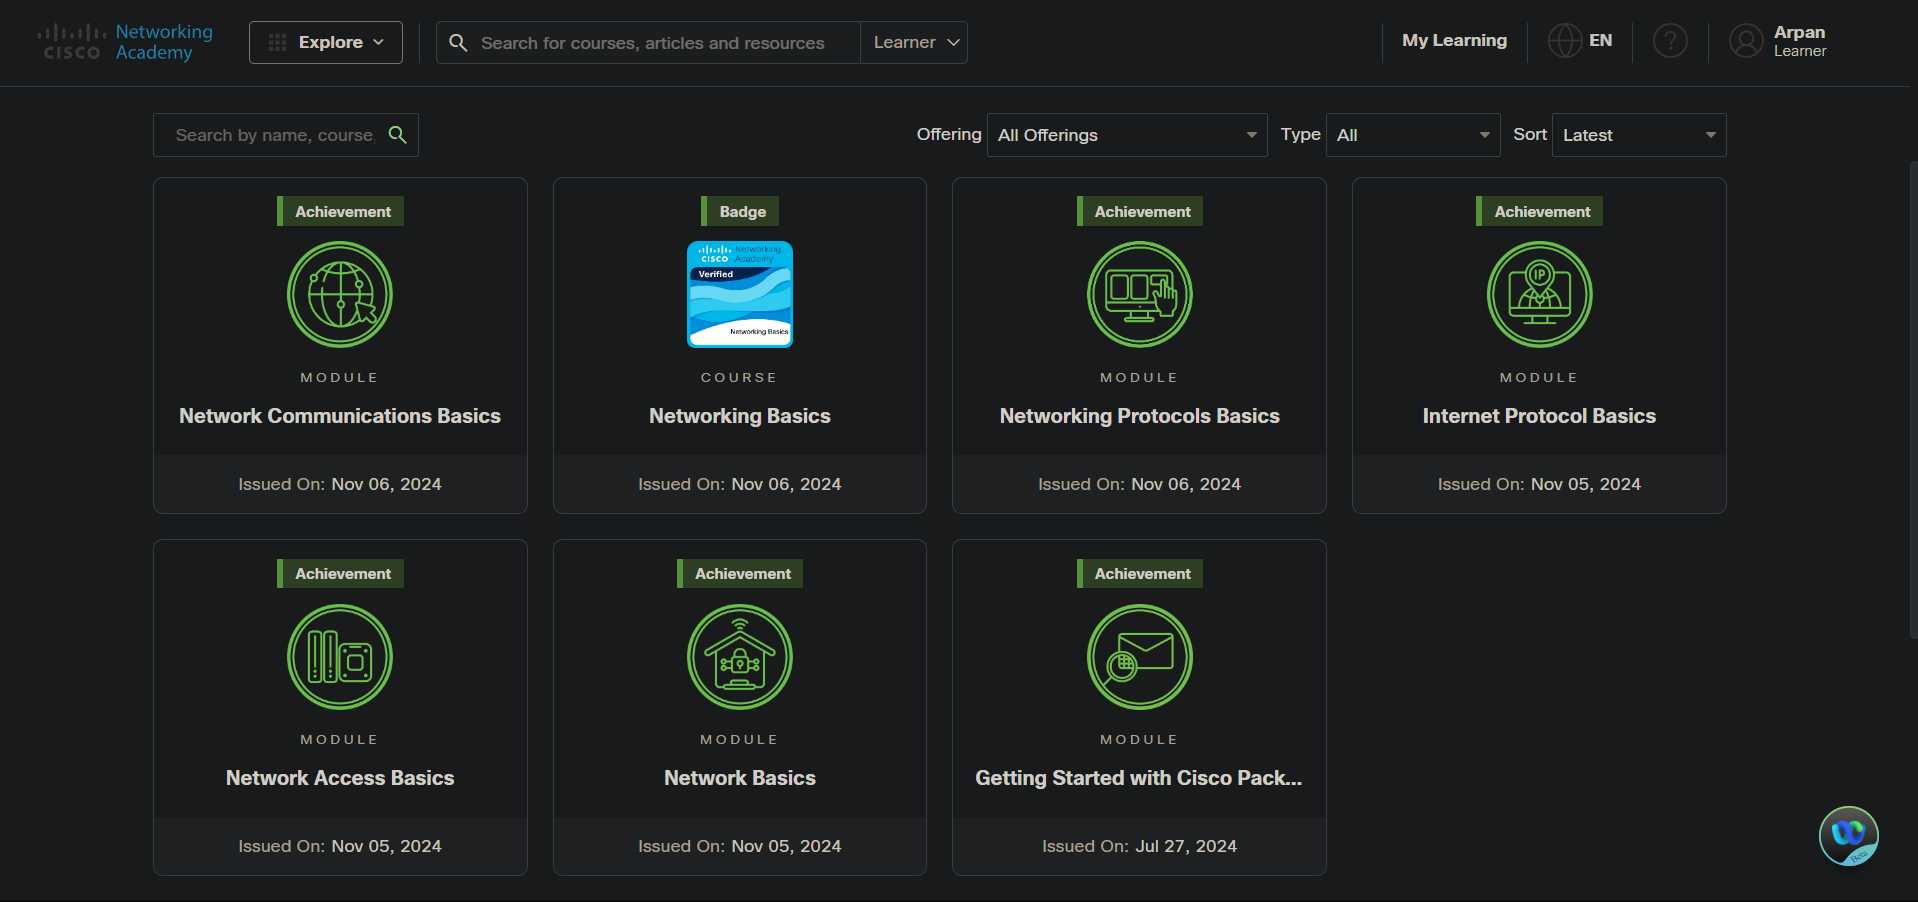 CISCO
Networking
Academy
Explore
Search for courses, articles and resources
Learner
My Learning
EN
?
Arpan
Learner
Search by name, course,
Offering
All Offerings
Type
All
Sort
Latest
Achievement
MODULE
Network Communications Basics
Issued On: Nov 06, 2024
Badge
CISCO
Networking
Academy
Verified
Networking Basics
COURSE
Networking Basics
Issued On: Nov 06, 2024
Achievement
MODULE
Networking Protocols Basics
Issued On: Nov 06, 2024
Achievement
IP
MODULE
Internet Protocol Basics
Issued On: Nov 05, 2024
Achievement
MODULE
Network Access Basics
Issued On: Nov 05, 2024
Achievement
MODULE
Network Basics
Issued On: Nov 05, 2024
Achievement
MODULE
Getting Started with Cisco Pack...
Issued On: Jul 27, 2024
Beta